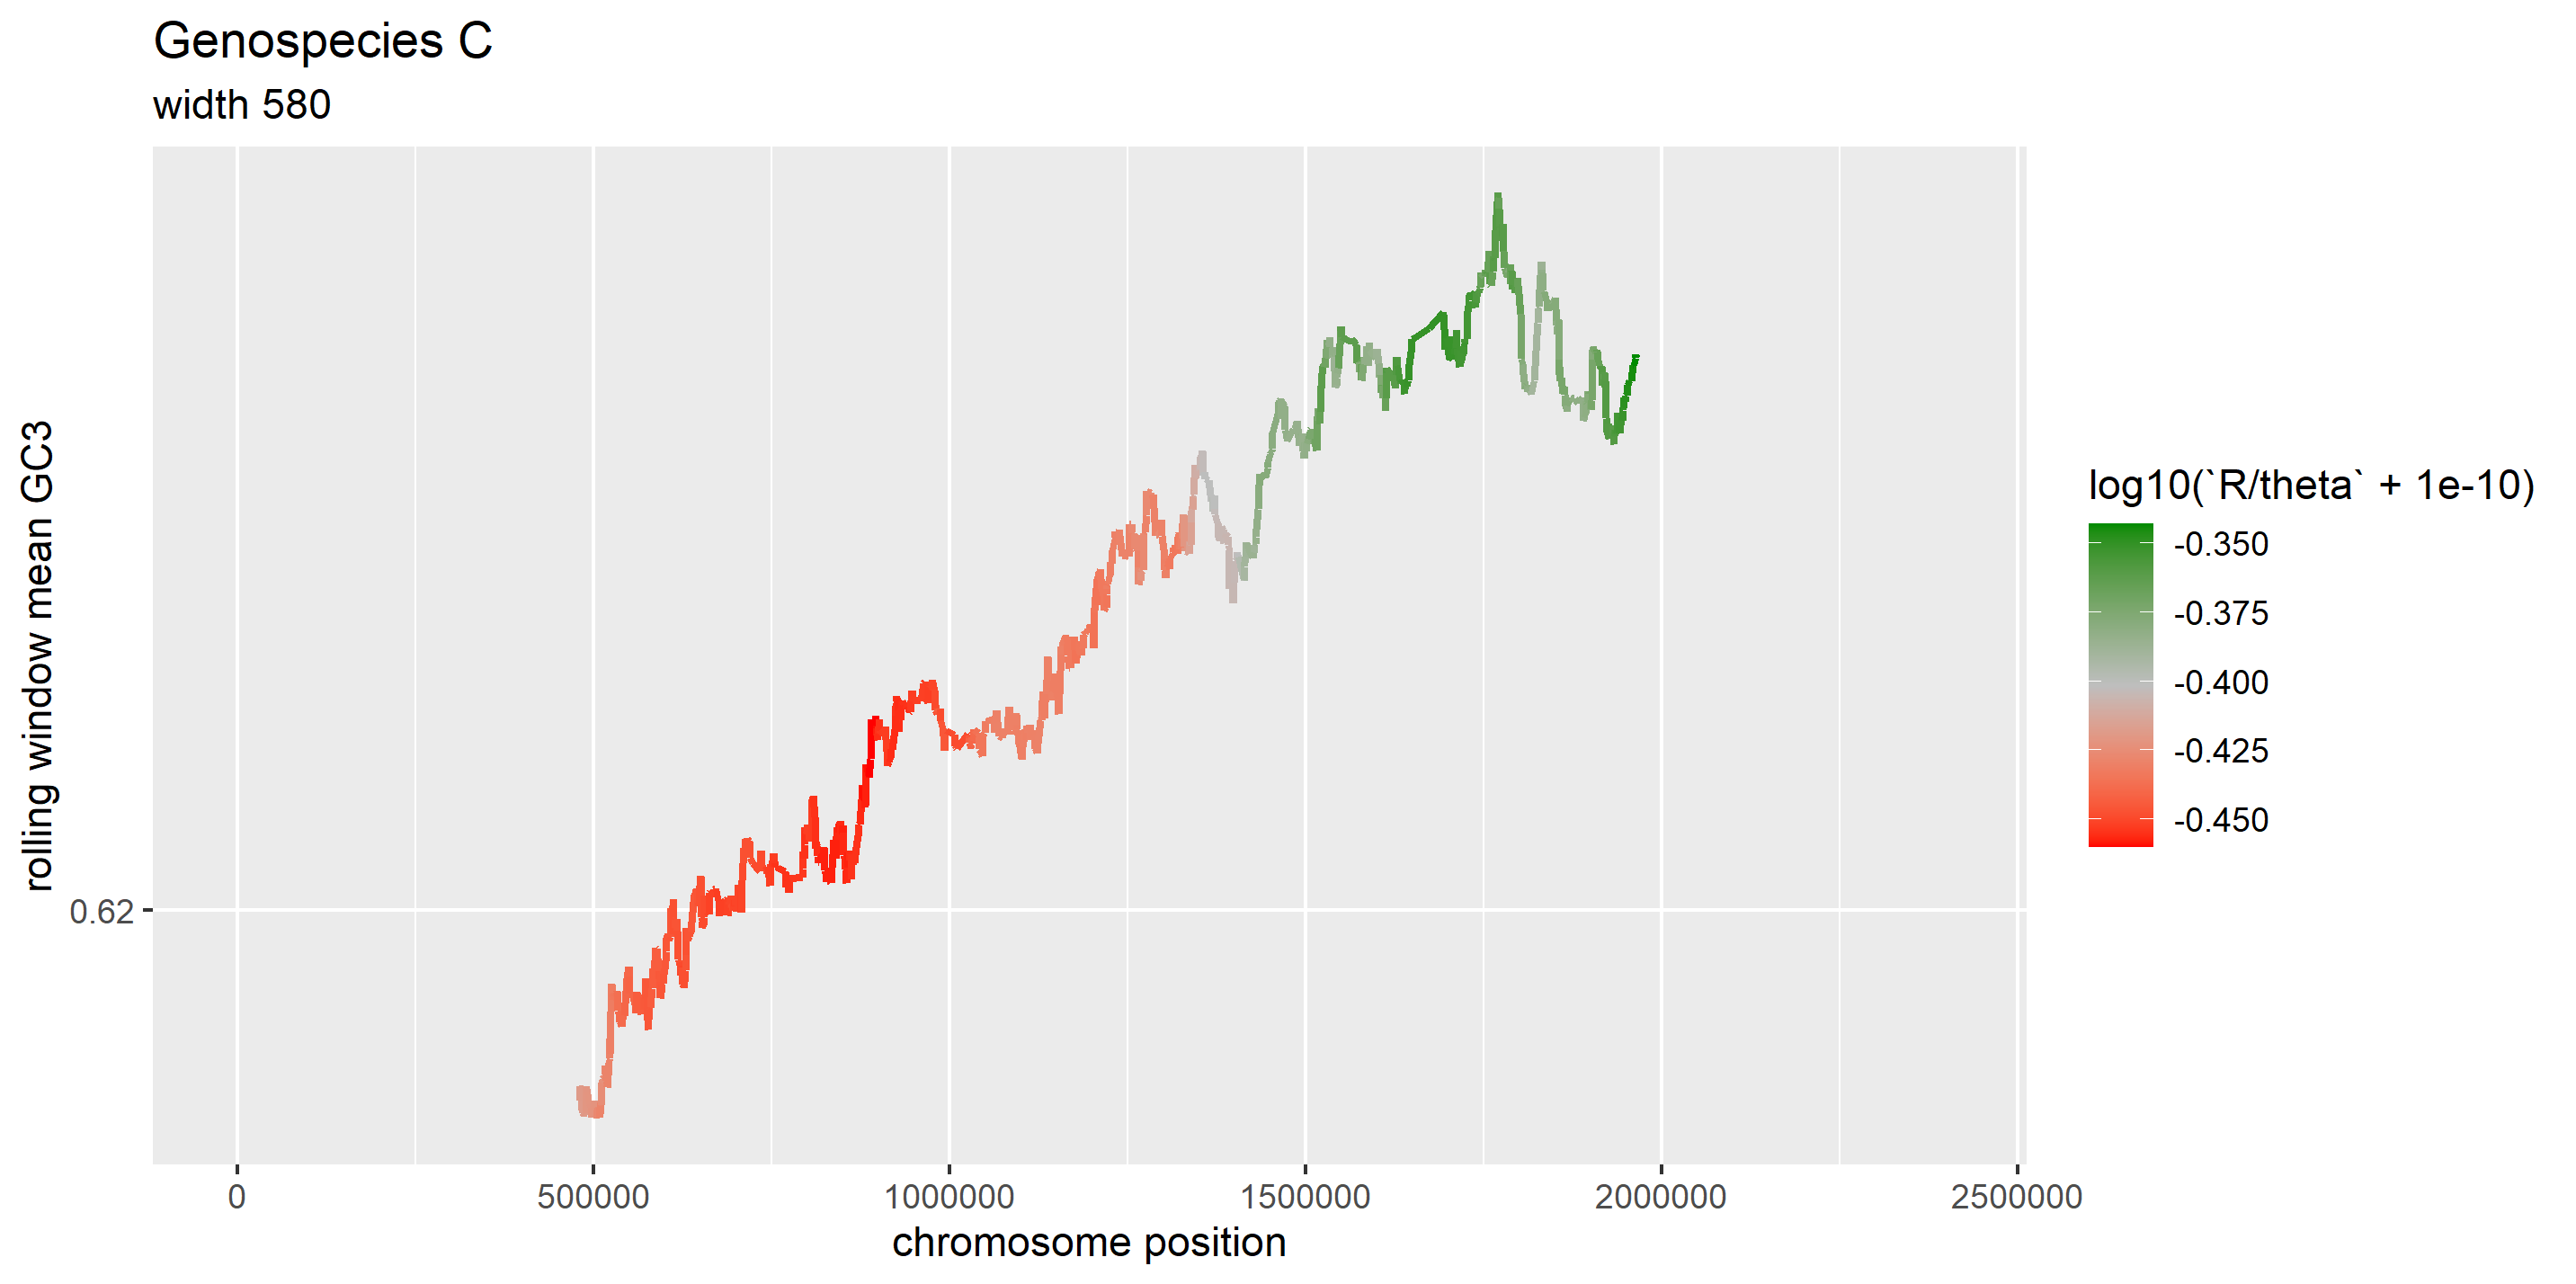 Genospecies C
width 580
rolling window mean GC3
0.62
0
500000
1000000
1500000
2000000
2500000
chromosome position
log10(`R/theta` + 1e-10)
-0.350
-0.375
-0.400
-0.425
-0.450